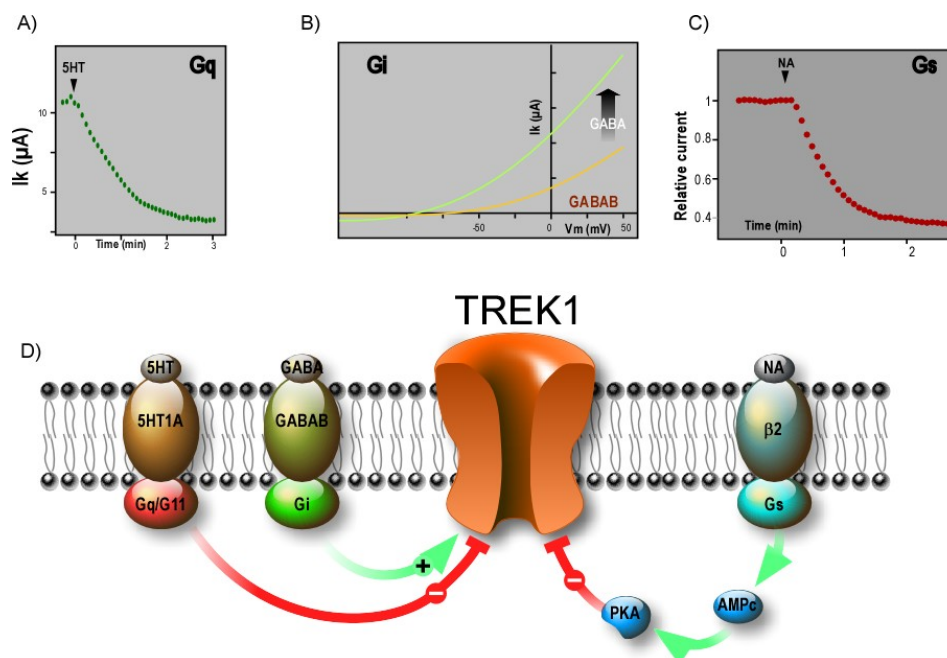 A)
5HT
Gq
10
5
Ik (µA)
0
1
2
3
Time (min)
B)
Gi
Ik (µA)
GABA
GABAB
-50
0
50
Vm (mV)
C)
NA
Gs
1
0.8
0.6
0.4
Relative current
Time (min)
0
1
2
D)
TREK1
5HT
GABA
NA
5HT1A
GABAB
β2
Gq/G11
Gi
Gs
+
−
−
PKA
AMPc